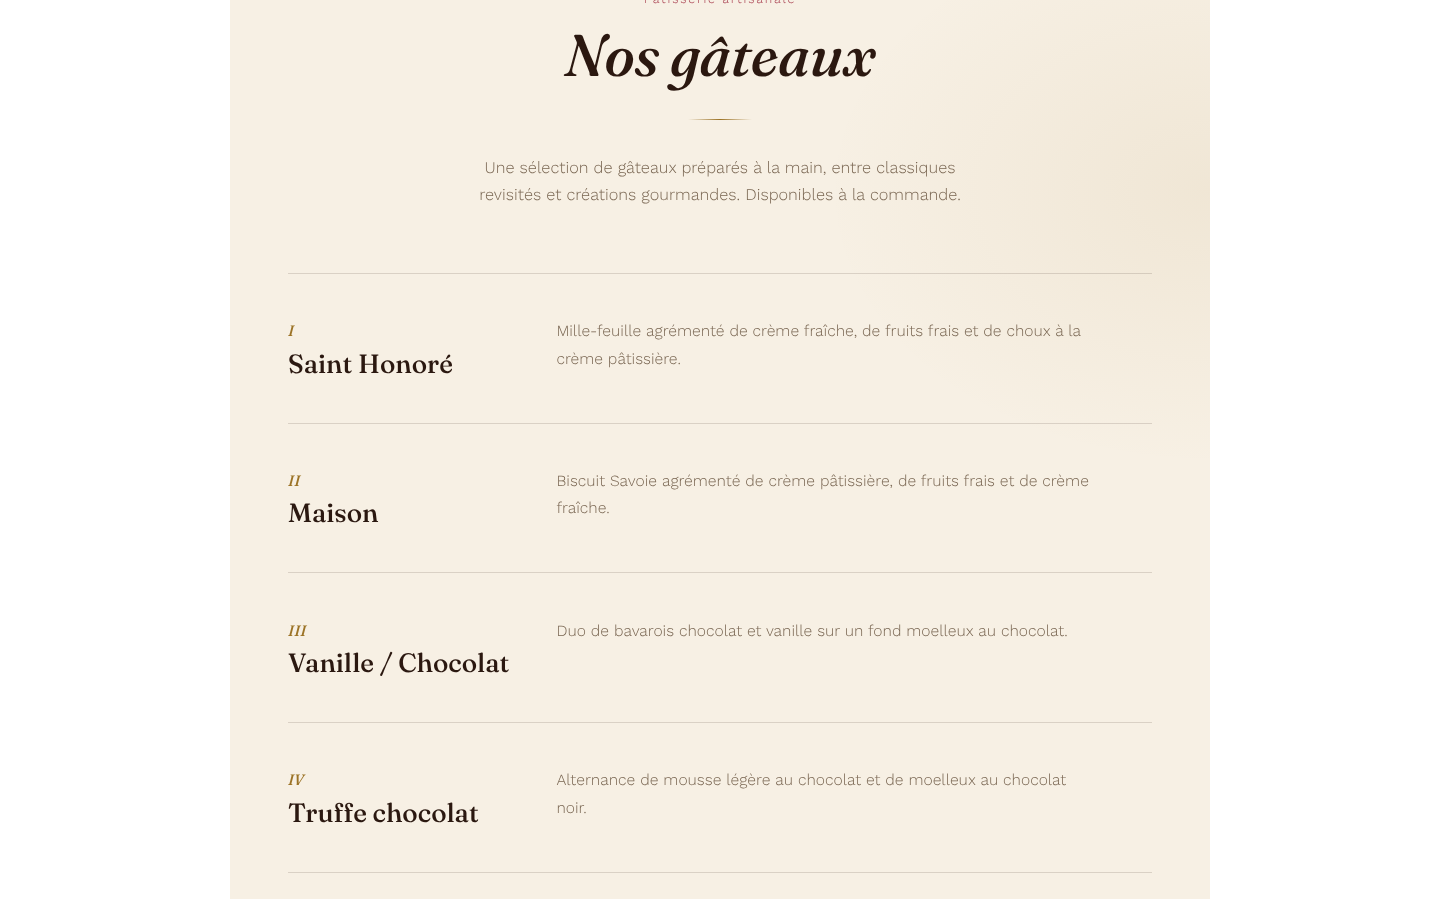 Pâtisserie artisanale
Nos gâteaux
Une sélection de gâteaux préparés à la main, entre classiques
revisités et créations gourmandes. Disponibles à la commande.
I
Saint Honoré
Mille-feuille agrémenté de crème fraîche, de fruits frais et de choux à la
crème pâtissière.
II
Maison
Biscuit Savoie agrémenté de crème pâtissière, de fruits frais et de crème
fraîche.
III
Vanille / Chocolat
Duo de bavarois chocolat et vanille sur un fond moelleux au chocolat.
IV
Truffe chocolat
Alternance de mousse légère au chocolat et de moelleux au chocolat
noir.